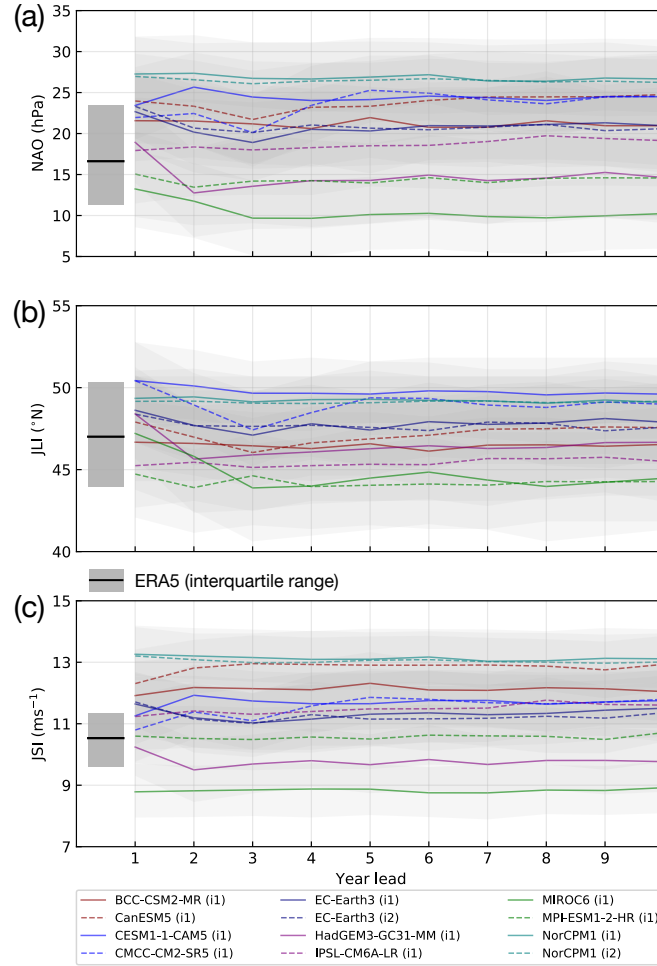 (a)
35
30
25
20
15
10
5
NAO (hPa)
(b)
55
50
45
40
JLI (°N)
ERA5 (interquartile range)
(c)
15
13
11
9
7
JSI (ms⁻¹)
1 2 3 4 5 6 7 8 9
Year lead
BCC-CSM2-MR (i1) EC-Earth3 (i1) MIROC6 (i1)
CanESM5 (i1) EC-Earth3 (i2) MPI-ESM1-2-HR (i1)
CESM1-1-CAM5 (i1) HadGEM3-GC31-MM (i1) NorCPM1 (i1)
CMCC-CM2-SR5 (i1) IPSL-CM6A-LR (i1) NorCPM1 (i2)